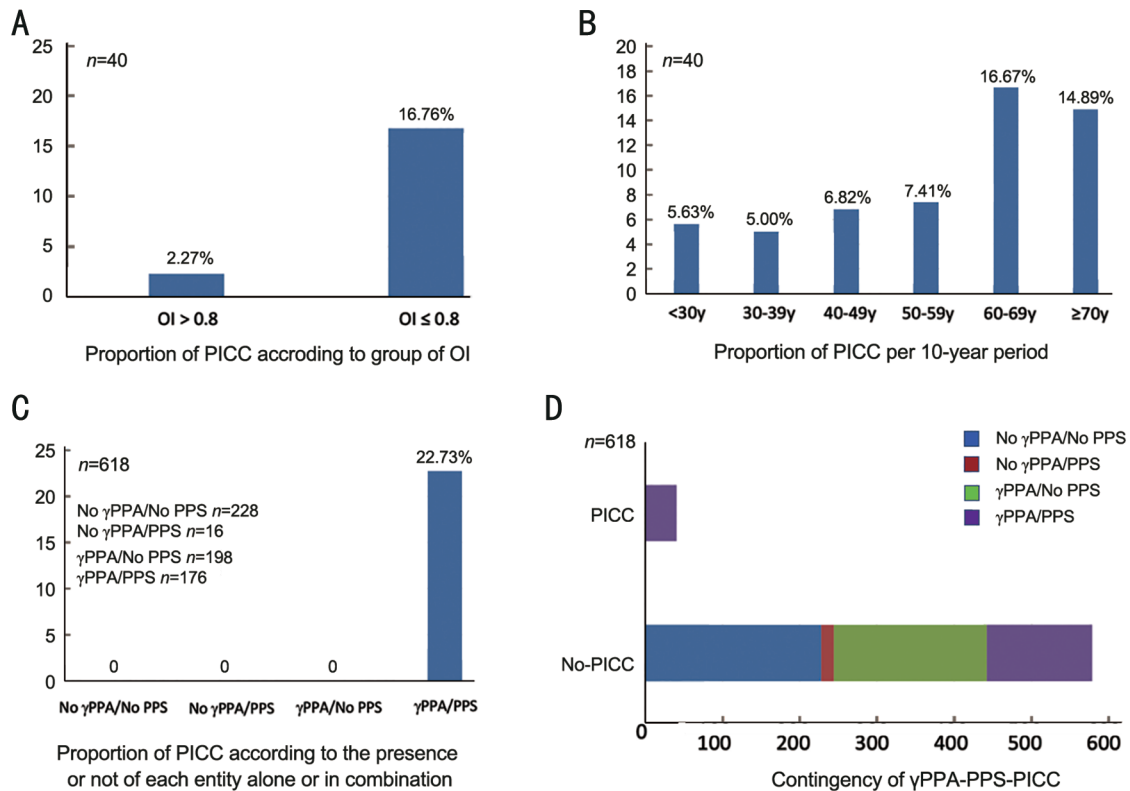 A
25
20
15
10
5
0
n=40
2.27%
16.76%
OI > 0.8
OI ≤ 0.8
Proportion of PICC accroding to group of OI
B
20
18
16
14
12
10
8
6
4
2
0
n=40
5.63%
5.00%
6.82%
7.41%
16.67%
14.89%
<30y
30-39y
40-49y
50-59y
60-69y
≥70y
Proportion of PICC per 10-year period
C
25
20
15
10
5
0
n=618
No γPPA/No PPS n=228
No γPPA/PPS n=16
γPPA/No PPS n=198
γPPA/PPS n=176
0
0
0
22.73%
No γPPA/No PPS
No γPPA/PPS
γPPA/No PPS
γPPA/PPS
Proportion of PICC according to the presence
or not of each entity alone or in combination
D
n=618
No γPPA/No PPS
No γPPA/PPS
γPPA/No PPS
γPPA/PPS
PICC
No-PICC
0
100
200
300
400
500
600
Contingency of γPPA-PPS-PICC